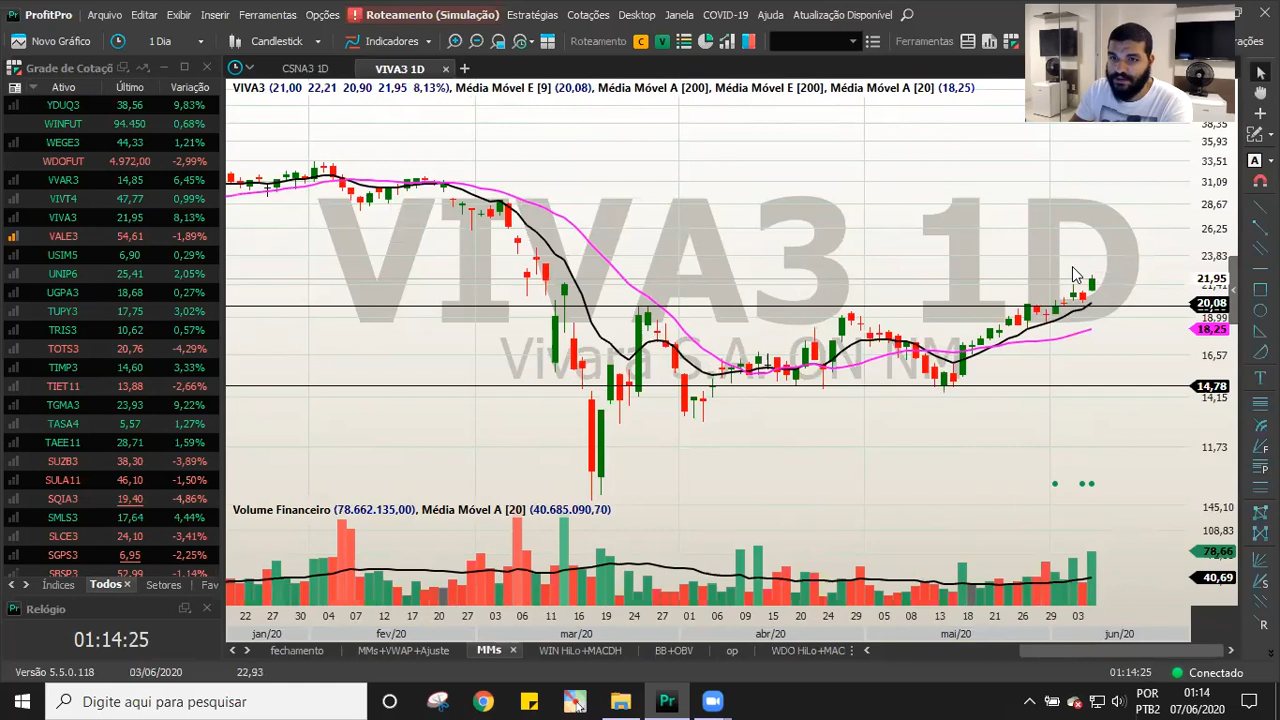 ProfitPro Arquivo Editar Exibir Inserir Ferramentas Opções Roteamento (Simulação) Estratégias Cotações Desktop Janela COVID-19 Ajuda Atualização Disponível
Novo Gráfico 1 Dia Candlestick Indicadores Roteamento C V Ferramentas
Grade de Cotaçõ CSNA3 1D VIVA3 1D
Ativo Último Variação
VIVA3 (21,00 22,21 20,90 21,95 8,13%), Média Móvel E [9] (20,08), Média Móvel A [200], Média Móvel E [200], Média Móvel A [20] (18,25)
YDUQ3 38,56 9,83%
WINFUT 94.450 0,68%
WEGE3 44,33 1,21%
WDOFUT 4.972,00 -2,99%
VVAR3 14,85 6,45%
VIVT4 47,77 0,99%
VIVA3 21,95 8,13%
VALE3 54,61 -1,89%
USIM5 6,90 0,29%
UNIP6 25,41 2,05%
UGPA3 18,68 0,27%
TUPY3 17,75 3,02%
TRIS3 10,62 0,57%
TOTS3 20,76 -4,29%
TIMP3 14,60 3,33%
TIET11 13,88 -2,66%
TGMA3 23,93 9,22%
TASA4 5,57 1,27%
TAEE11 28,71 1,59%
SUZB3 38,30 -3,89%
SULA11 46,10 -1,50%
SQIA3 19,40 -4,86%
SMLS3 17,64 4,44%
SLCE3 24,10 -3,41%
SGPS3 6,95 -2,25%
SBSP3 52,99 -1,14%
Índices Todos Setores Fav
Relógio
01:14:25
VIVA3 1D
Vivara S.A. ON NM
38,35
35,93
33,51
31,09
28,67
26,25
23,83
21,95
20,08
18,99
18,25
16,57
14,78
14,15
11,73
Volume Financeiro (78.662.135,00), Média Móvel A [20] (40.685.090,70)
145,10
108,83
78,66
40,69
22 27 30 04 07 12 17 20 27 03 06 11 16 19 24 27 01 06 09 15 20 24 29 05 08 13 18 21 26 29 03
jan/20 fev/20 mar/20 abr/20 mai/20 jun/20
fechamento MMs+VWAP+Ajuste MMs WIN HiLo+MACDH BB+OBV op WDO HiLo+MAC
Versão 5.5.0.118 03/06/2020 22,93 01:14:25 Conectado
Digite aqui para pesquisar
Pr
POR
PTB2
01:14
07/06/2020